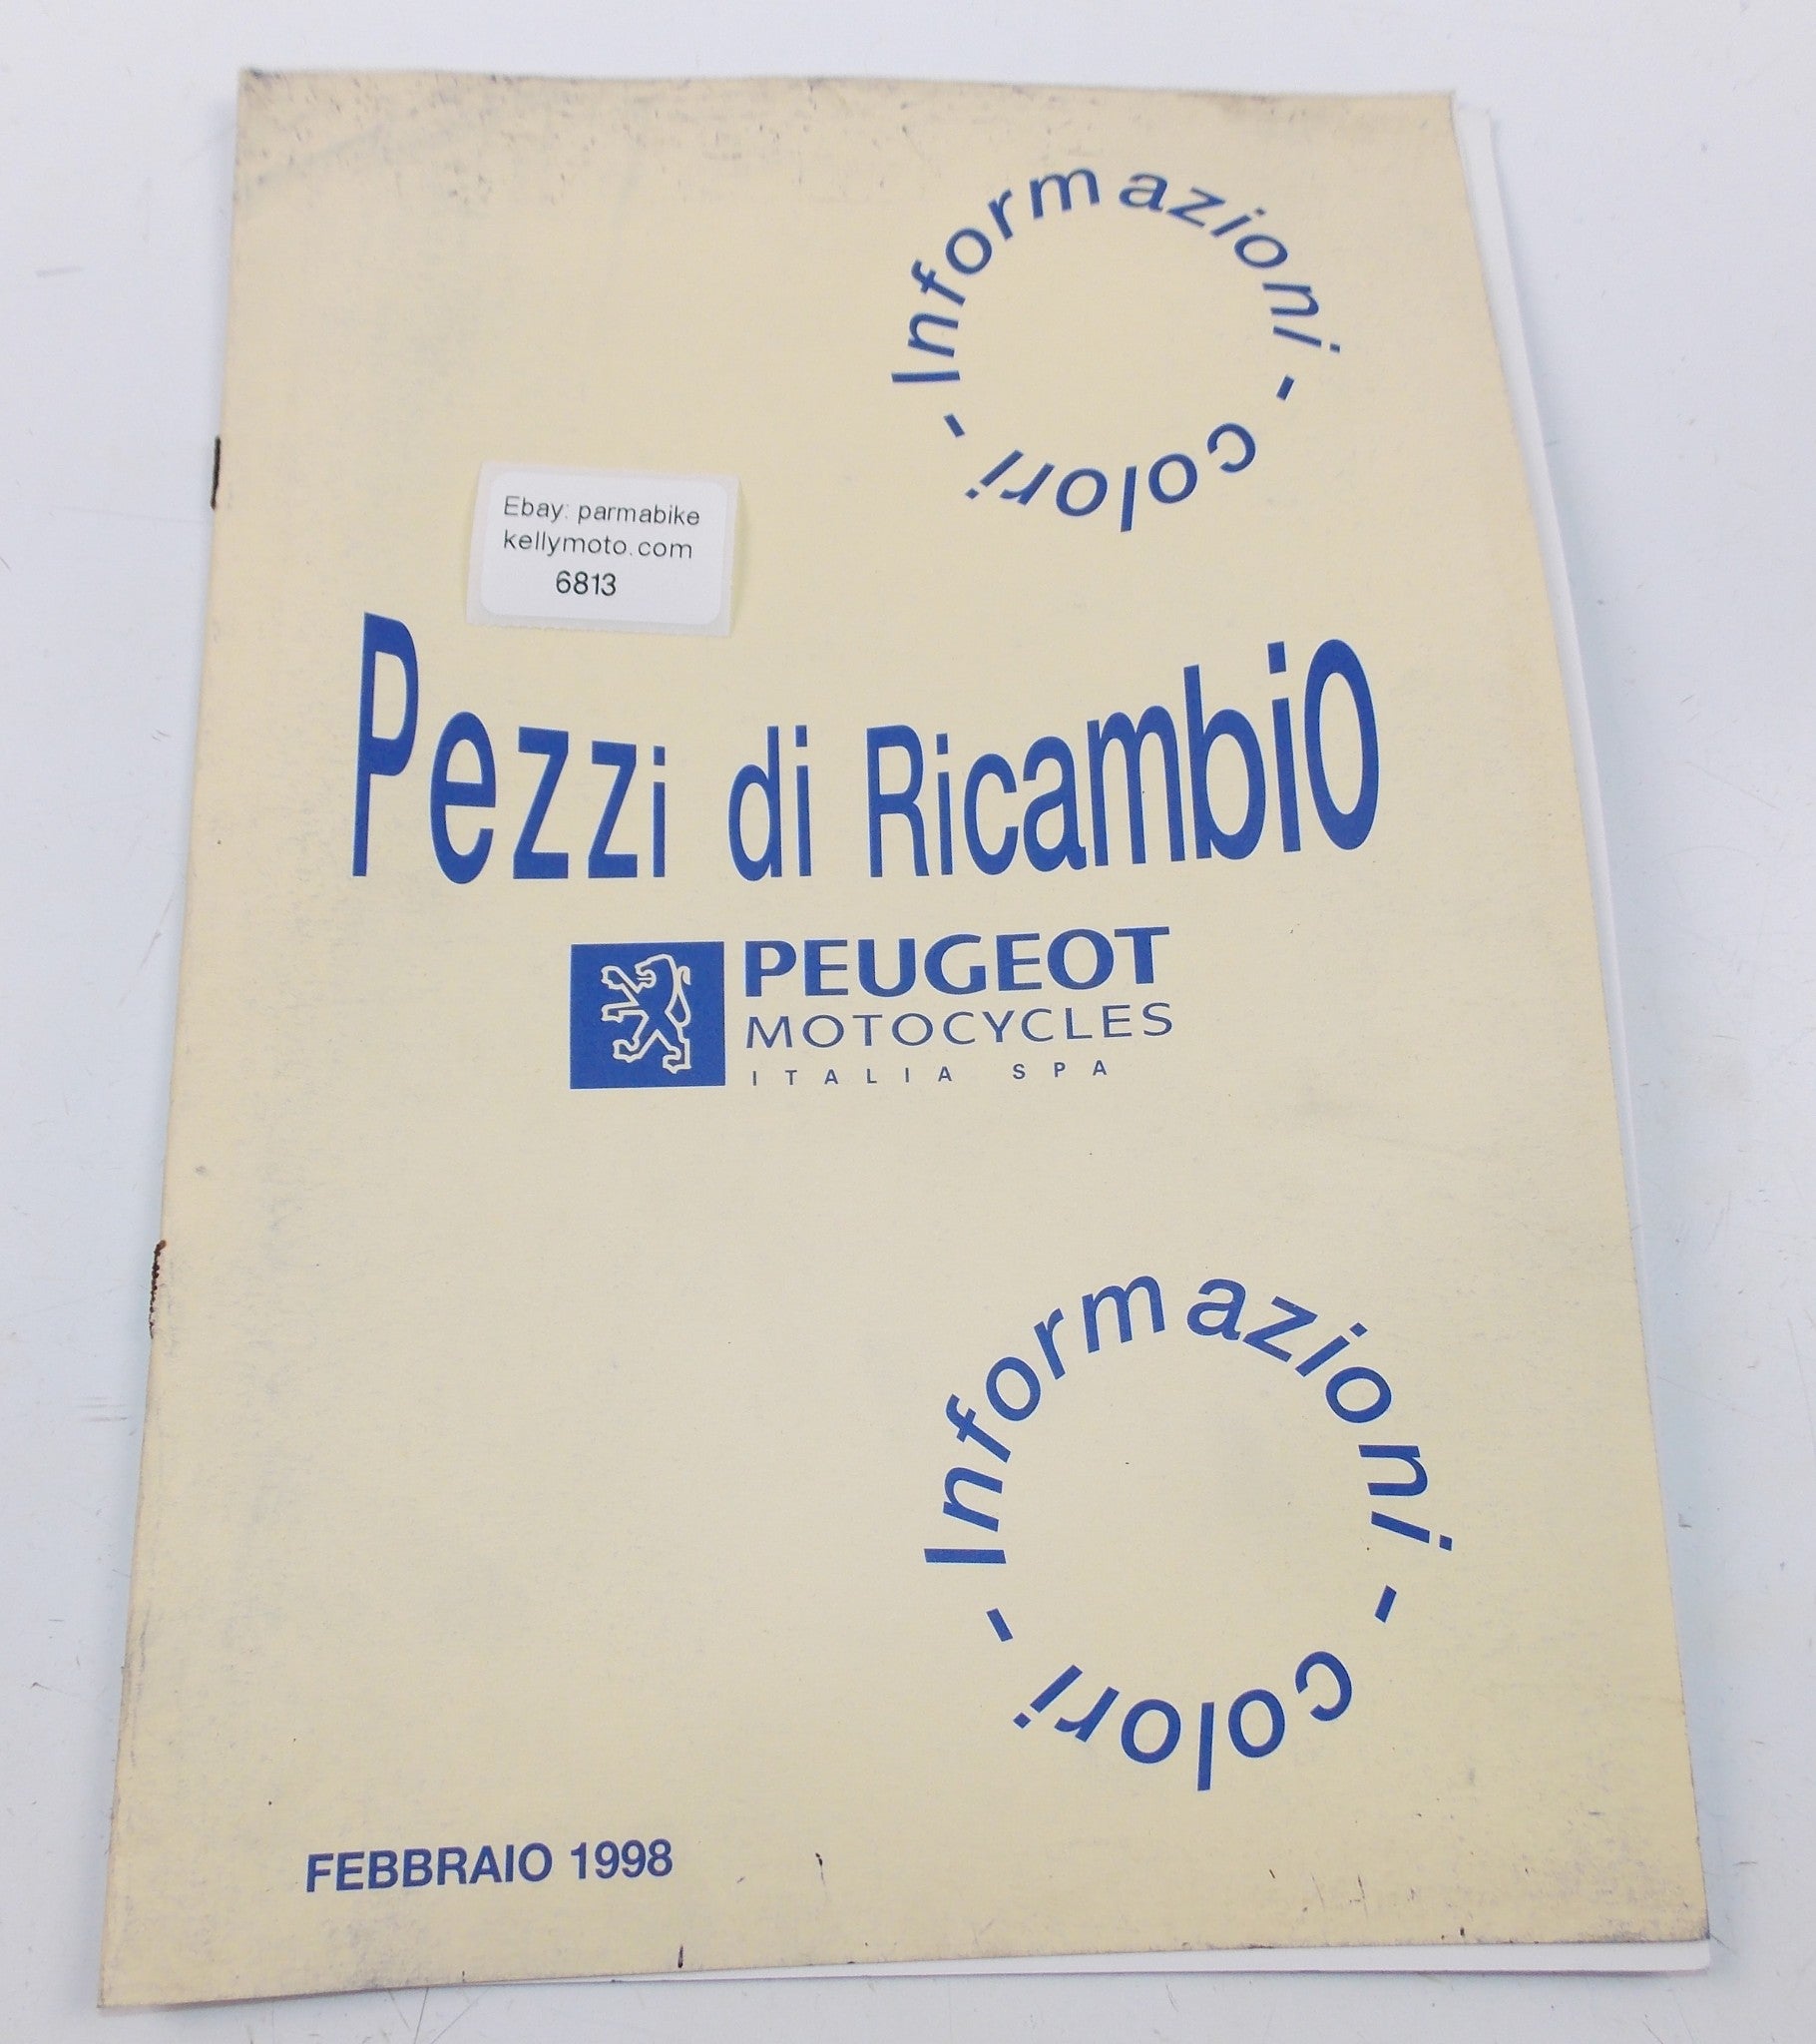 Informazioni - colori -
Ebay: parmabike
kellymoto.com
6813
Pezzi di Ricambio
PEUGEOT
MOTOCYCLES
ITALIA SPA
Informazioni - colori -
FEBBRAIO 1998